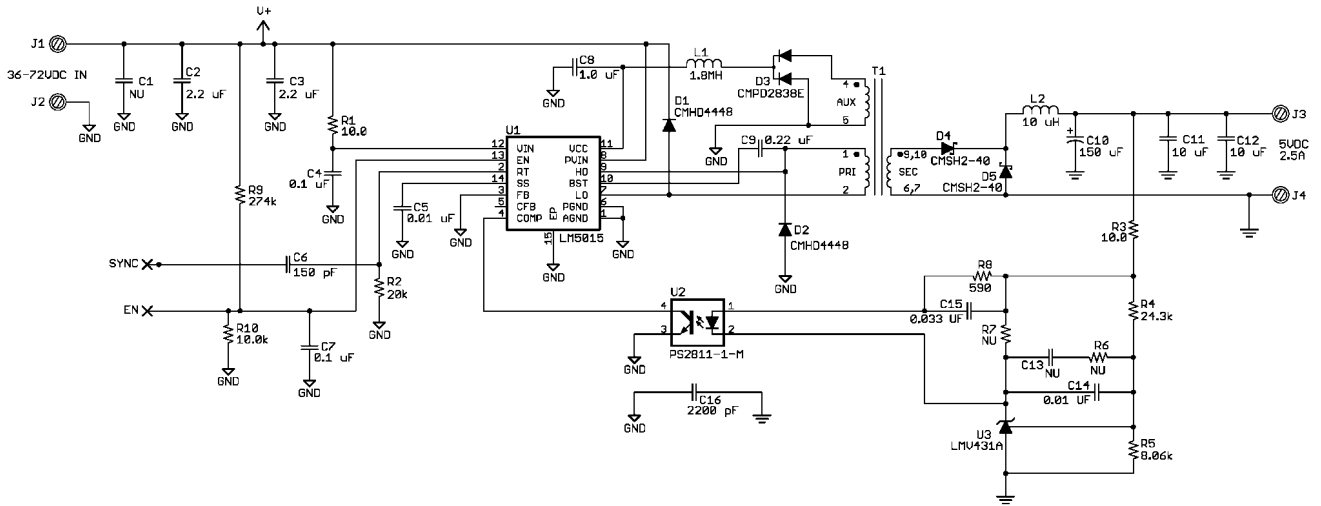 V+
J1
36-72VDC IN
J2
GND
C1
NU
GND
C2
2.2 uF
GND
C3
2.2 uF
GND
R1
10.0
C4
0.1 uF
GND
R9
274k
C8
1.0 uF
GND
L1
1.8MH
D3
CMPD2838E
GND
D1
CMHD4448
T1
4
AUX
5
1
PRI
2
9,10
SEC
6,7
C9
0.22 uF
D4
CMSH2-40
D5
CMSH2-40
L2
10 uH
+
C10
150 uF
C11
10 uF
C12
10 uF
J3
5VDC
2.5A
J4
U1
12
VIN
VCC
11
13
EN
PVIN
8
2
RT
HO
9
14
SS
BST
10
3
FB
LO
7
5
CFB
PGND
6
4
COMP
AGND
1
EP
15
LM5015
GND
GND
C5
0.01 uF
GND
GND
D2
CMHD4448
GND
R3
10.0
SYNC
C6
150 pF
R2
20k
GND
EN
R10
10.0k
GND
C7
0.1 uF
GND
U2
4
1
3
2
PS2811-1-M
GND
R8
590
C15
0.033 UF
R7
NU
R4
24.3k
C13
NU
R6
NU
C14
0.01 UF
C16
2200 pF
GND
U3
LMV431A
R5
8.06k